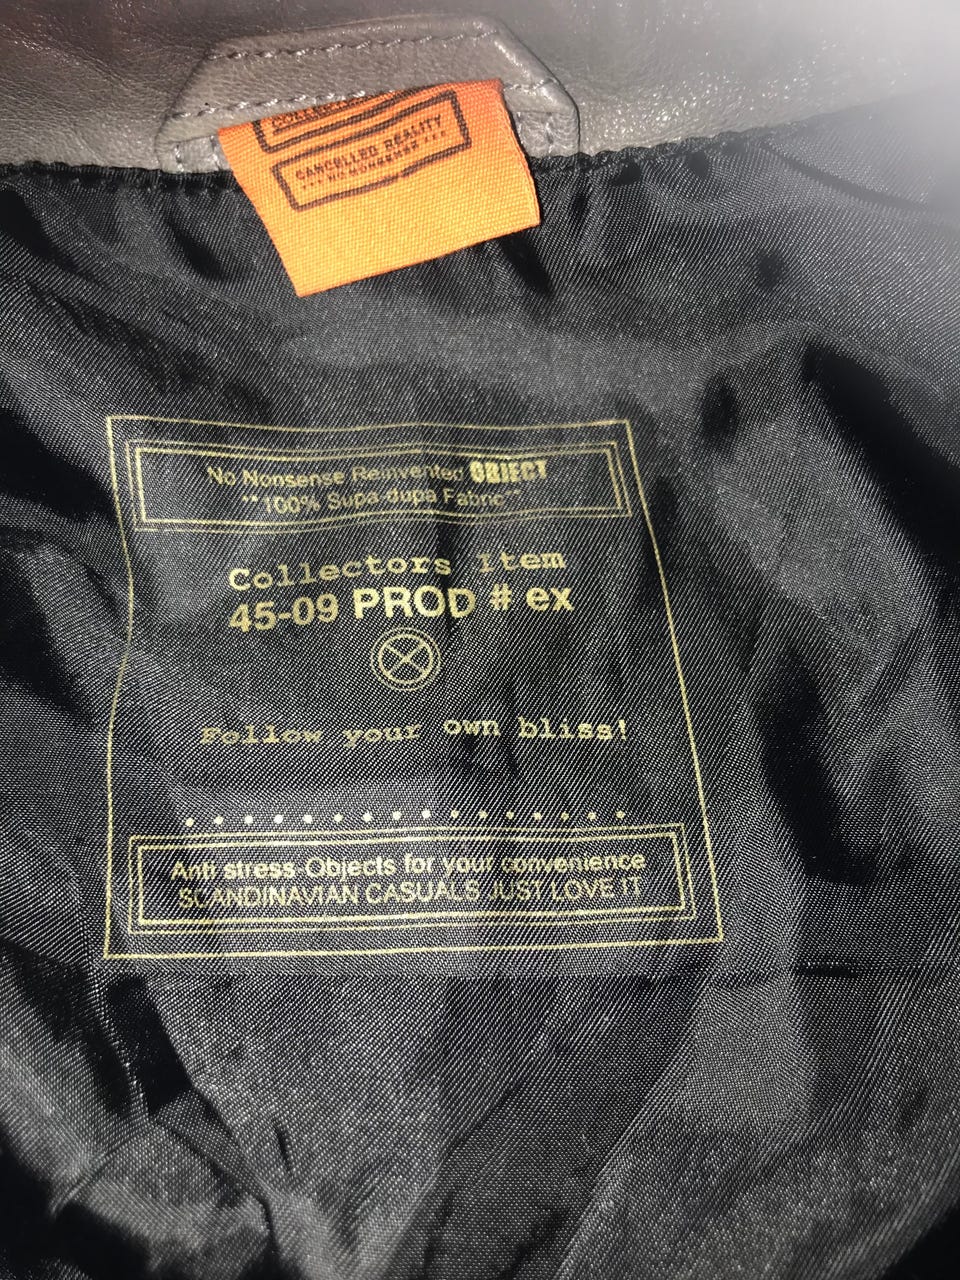 CANCELLED REALITY
*** NO NONSENSE ***
No Nonsense Reinvented OBJECT
**100% Supa dupa Fabric**
Collectors Item
45-09 PROD # ex
Follow your own bliss!
Anti stress Objects for your convenience
SCANDINAVIAN CASUALS JUST LOVE IT